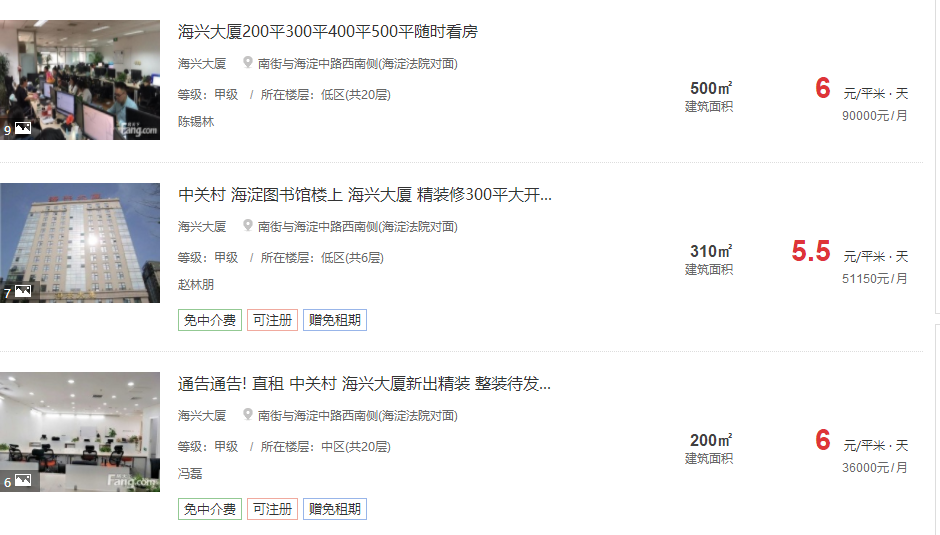 海兴大厦200平300平400平500平随时看房
海兴大厦 南街与海淀中路西南侧(海淀法院对面)
等级：甲级 / 所在楼层：低区(共20层)
陈锡林
500㎡
建筑面积
6 元/平米 · 天
90000元/月
9
Fang.com
中关村 海淀图书馆楼上 海兴大厦 精装修300平大开...
海兴大厦 南街与海淀中路西南侧(海淀法院对面)
等级：甲级 / 所在楼层：低区(共6层)
赵林朋
免中介费 可注册 赠免租期
310㎡
建筑面积
5.5 元/平米 · 天
51150元/月
7
通告通告! 直租 中关村 海兴大厦新出精装 整装待发...
海兴大厦 南街与海淀中路西南侧(海淀法院对面)
等级：甲级 / 所在楼层：中区(共20层)
冯磊
免中介费 可注册 赠免租期
200㎡
建筑面积
6 元/平米 · 天
36000元/月
6
Fang.com